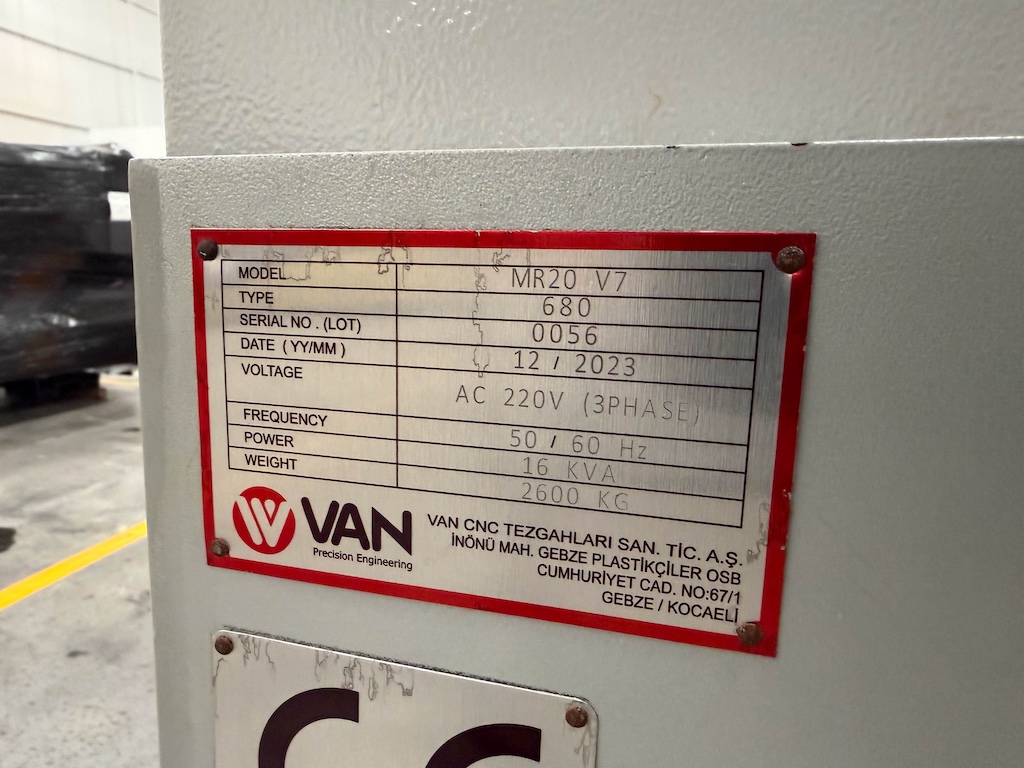 MODEL MR20 V7
TYPE 680
SERIAL NO . (LOT) 0056
DATE ( YY/MM ) 12 / 2023
VOLTAGE AC 220V (3PHASE)
FREQUENCY 50 / 60 Hz
POWER 16 KVA
WEIGHT 2600 KG
VAN
Precision Engineering
VAN CNC TEZGAHLARI SAN. TİC. A.Ş.
İNÖNÜ MAH. GEBZE PLASTİKÇİLER OSB
CUMHURİYET CAD. NO:67/1
GEBZE / KOCAELİ
CE